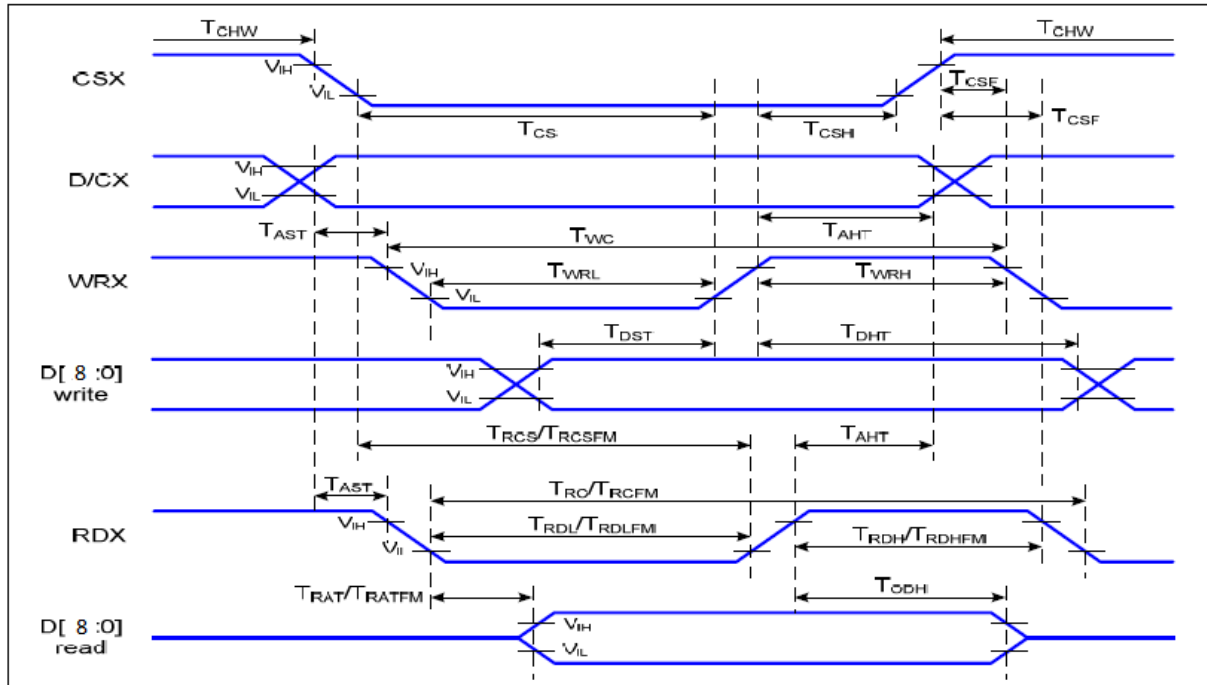 TCHW
TCHW
CSX
VIH
VIL
TCSF
TCS
TCSH
TCSF
D/CX
VIH
VIL
TAST
TWC
TAHT
WRX
VIH
TWRL
TWRH
VIL
TDST
TDHT
D[ 8 :0]
write
VIH
VIL
TRCS/TRCSFM
TAHT
TAST
TRC/TRCFM
RDX
VIH
TRDL/TRDLFM
VIL
TRDH/TRDHFM
TRAT/TRATFM
TODH
D[ 8 :0]
read
VIH
VIL